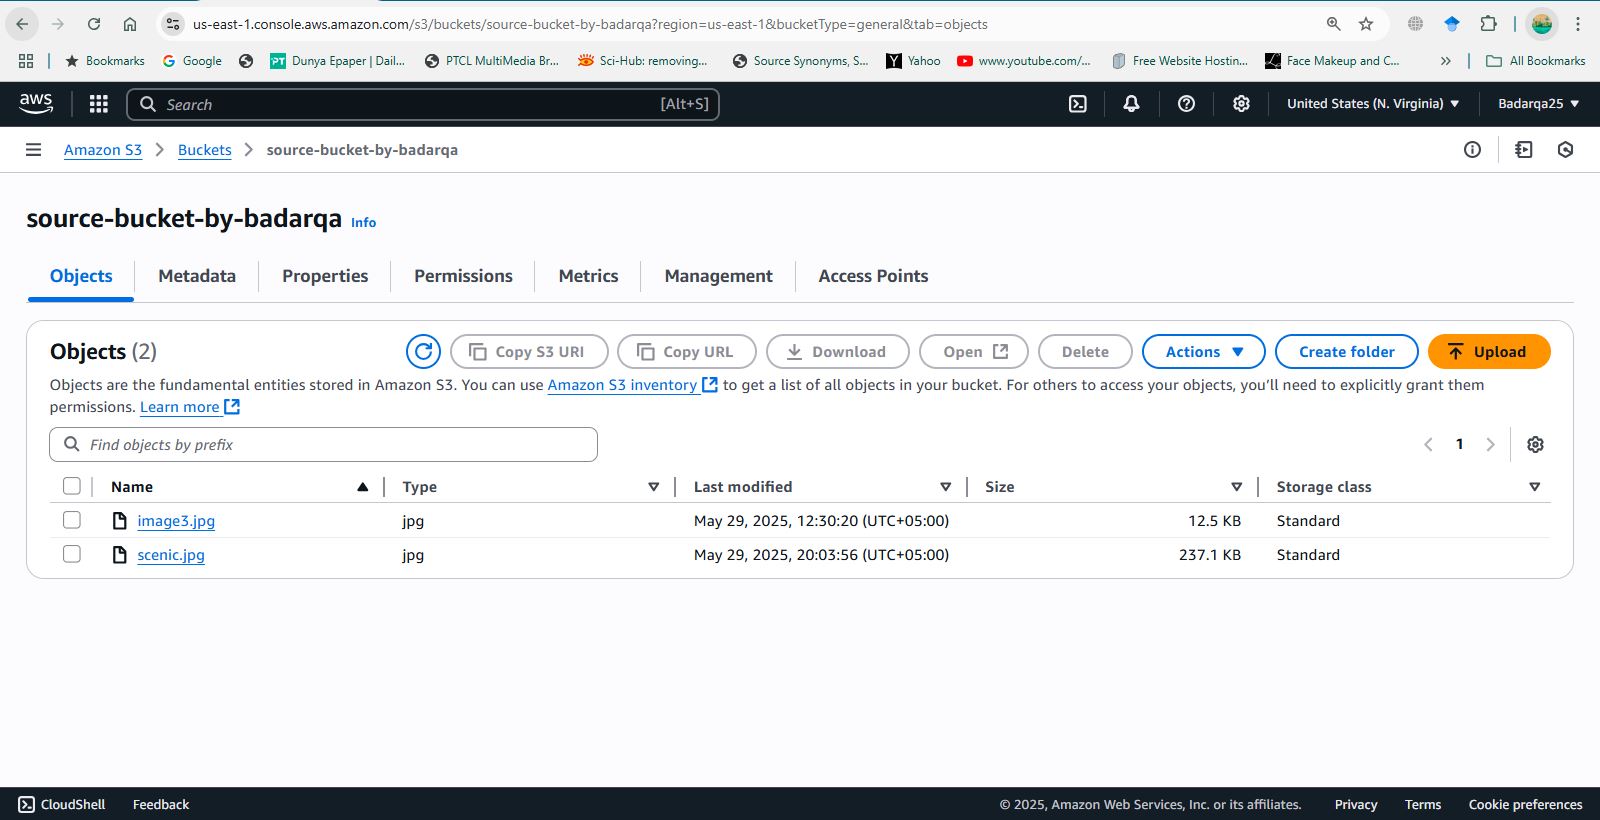 us-east-1.console.aws.amazon.com/s3/buckets/source-bucket-by-badarqa?region=us-east-1&bucketType=general&tab=objects
Bookmarks Google Dunya Epaper | Dail... PTCL MultiMedia Br... Sci-Hub: removing... Source Synonyms, S... Yahoo www.youtube.com/... Free Website Hostin... Face Makeup and C... » All Bookmarks
aws Search [Alt+S] United States (N. Virginia) Badarqa25
Amazon S3 Buckets source-bucket-by-badarqa
source-bucket-by-badarqa Info
Objects Metadata Properties Permissions Metrics Management Access Points
Objects (2) Copy S3 URI Copy URL Download Open Delete Actions Create folder Upload
Objects are the fundamental entities stored in Amazon S3. You can use Amazon S3 inventory to get a list of all objects in your bucket. For others to access your objects, you'll need to explicitly grant them
permissions. Learn more
Find objects by prefix 1
Name Type Last modified Size Storage class
image3.jpg jpg May 29, 2025, 12:30:20 (UTC+05:00) 12.5 KB Standard
scenic.jpg jpg May 29, 2025, 20:03:56 (UTC+05:00) 237.1 KB Standard
CloudShell Feedback © 2025, Amazon Web Services, Inc. or its affiliates. Privacy Terms Cookie preferences